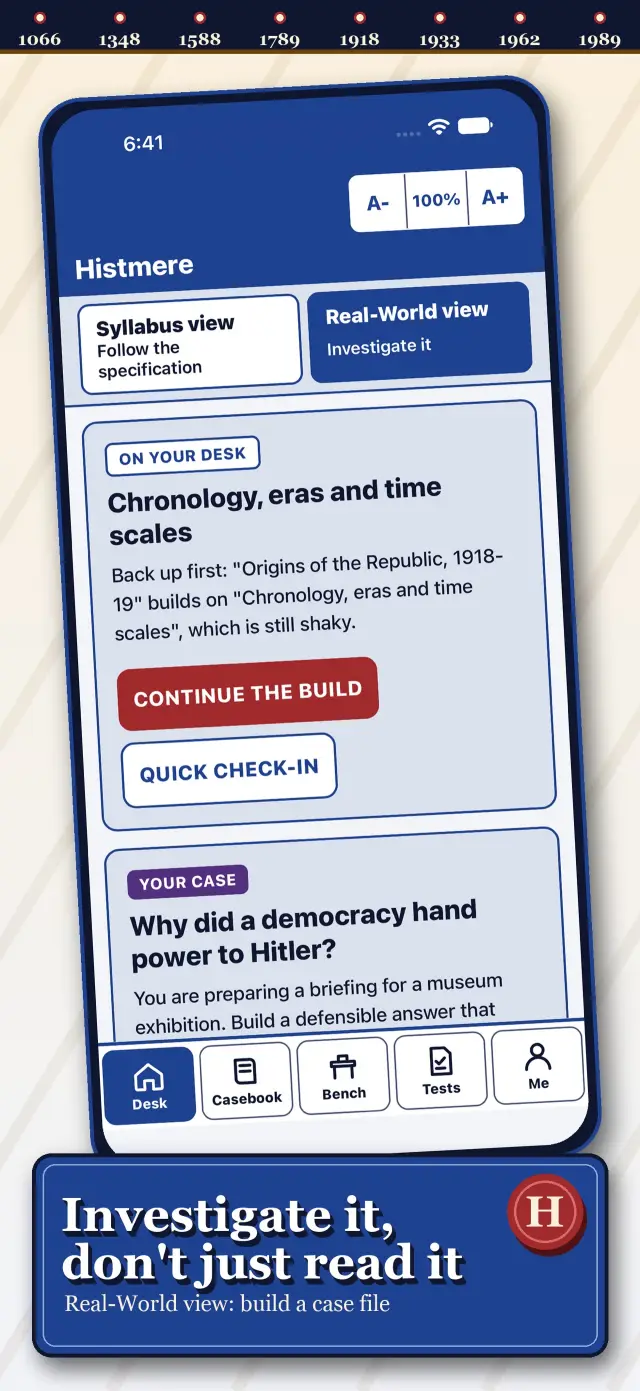 1066 1348 1588 1789 1918 1933 1962 1989
6:41
A- 100% A+
Histmere
Syllabus view
Follow the
specification
Real-World view
Investigate it
ON YOUR DESK
Chronology, eras and time
scales
Back up first: "Origins of the Republic, 1918-
19" builds on "Chronology, eras and time
scales", which is still shaky.
CONTINUE THE BUILD
QUICK CHECK-IN
YOUR CASE
Why did a democracy hand
power to Hitler?
You are preparing a briefing for a museum
exhibition. Build a defensible answer that
Desk Casebook Bench Tests Me
Investigate it,
don't just read it
H
Real-World view: build a case file